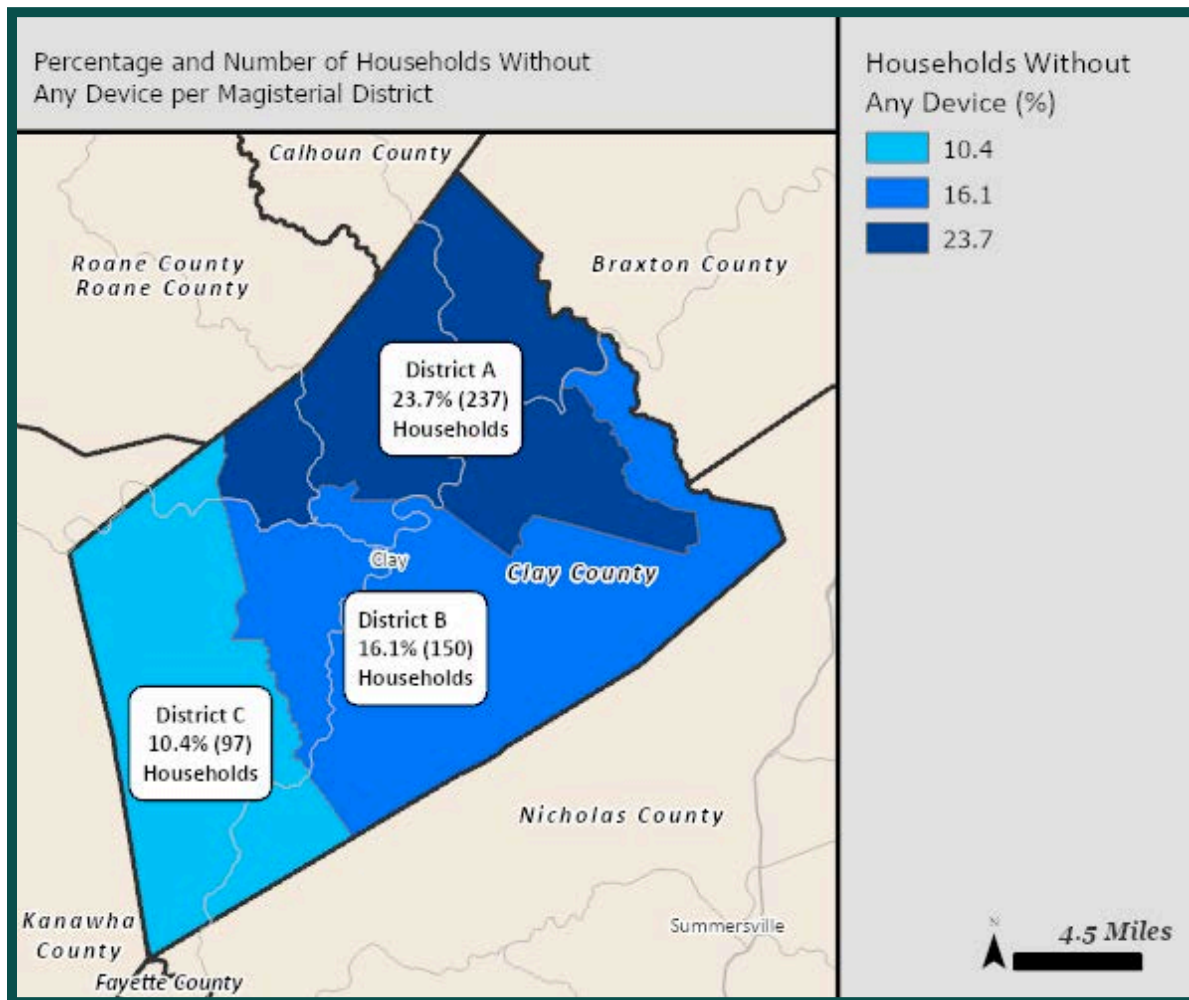 Percentage and Number of Households Without
Any Device per Magisterial District
Households Without
Any Device (%)
10.4
16.1
23.7
Calhoun County
Roane County
Roane County
Braxton County
District A
23.7% (237)
Households
Clay
Clay County
District B
16.1% (150)
Households
District C
10.4% (97)
Households
Nicholas County
Kanawha
County
Fayette County
Summersville
N
4.5 Miles